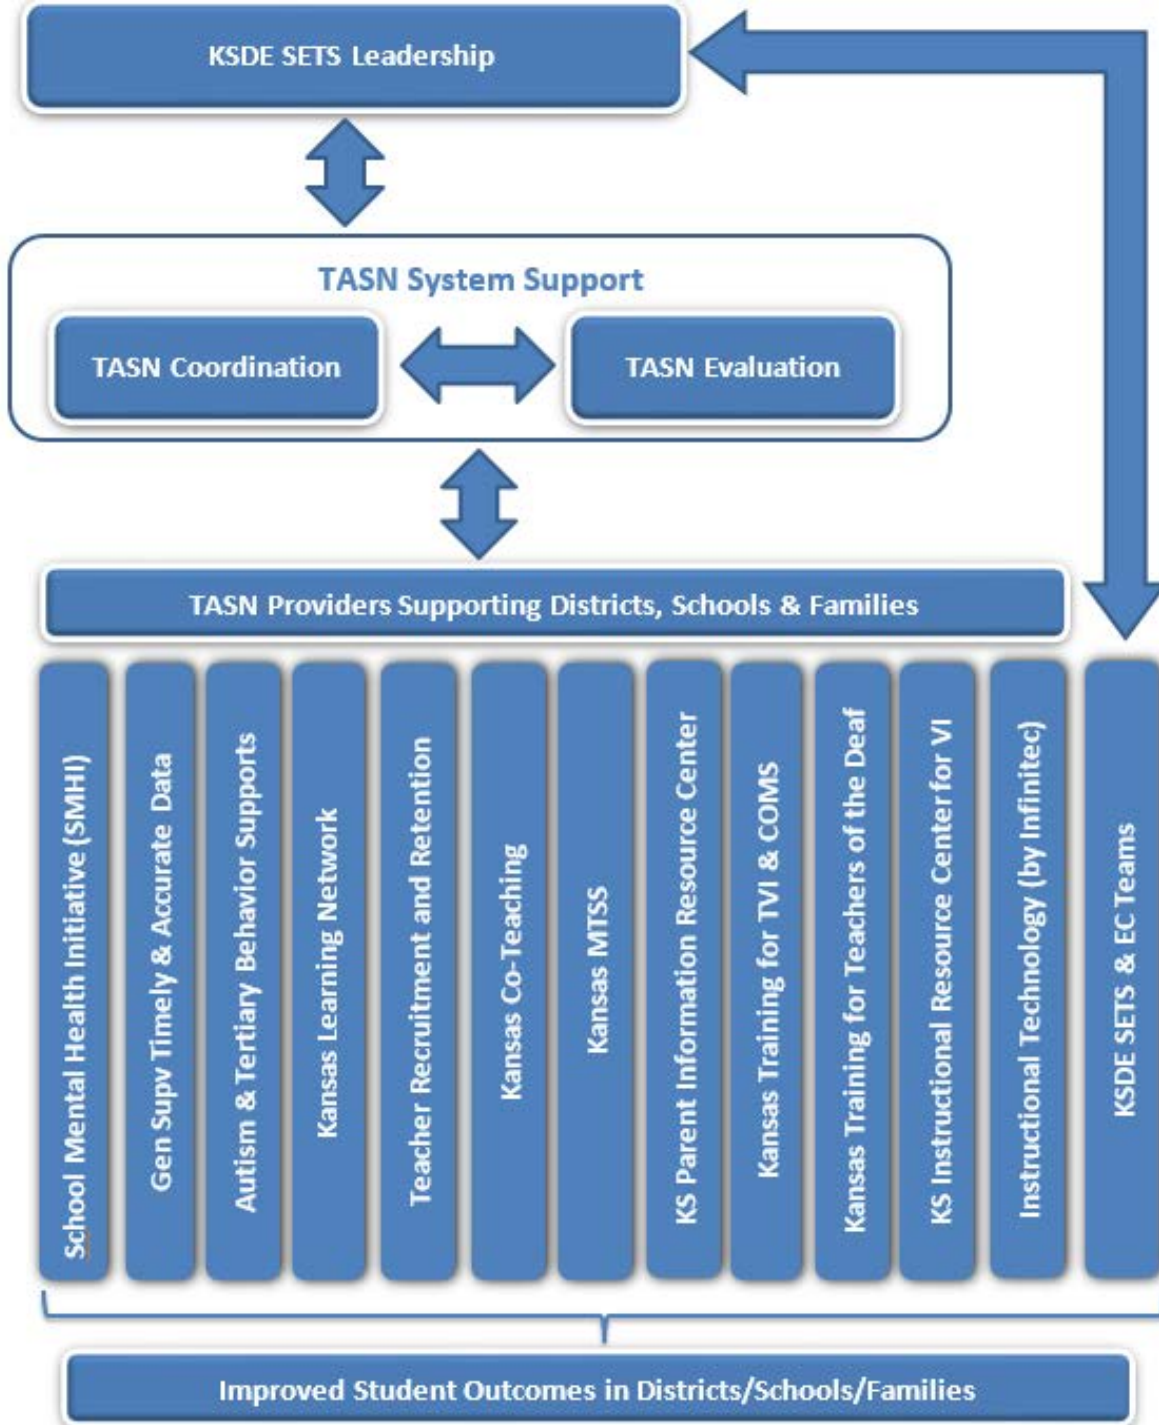 KSDE SETS Leadership
TASN System Support
TASN Coordination
TASN Evaluation
TASN Providers Supporting Districts, Schools & Families
School Mental Health Initiative (SMHI)
Gen Supv Timely & Accurate Data
Autism & Tertiary Behavior Supports
Kansas Learning Network
Teacher Recruitment and Retention
Kansas Co-Teaching
Kansas MTSS
KS Parent Information Resource Center
Kansas Training for TVI & COMS
Kansas Training for Teachers of the Deaf
KS Instructional Resource Center for VI
Instructional Technology (by Infinitec)
KSDE SETS & EC Teams
Improved Student Outcomes in Districts/Schools/Families